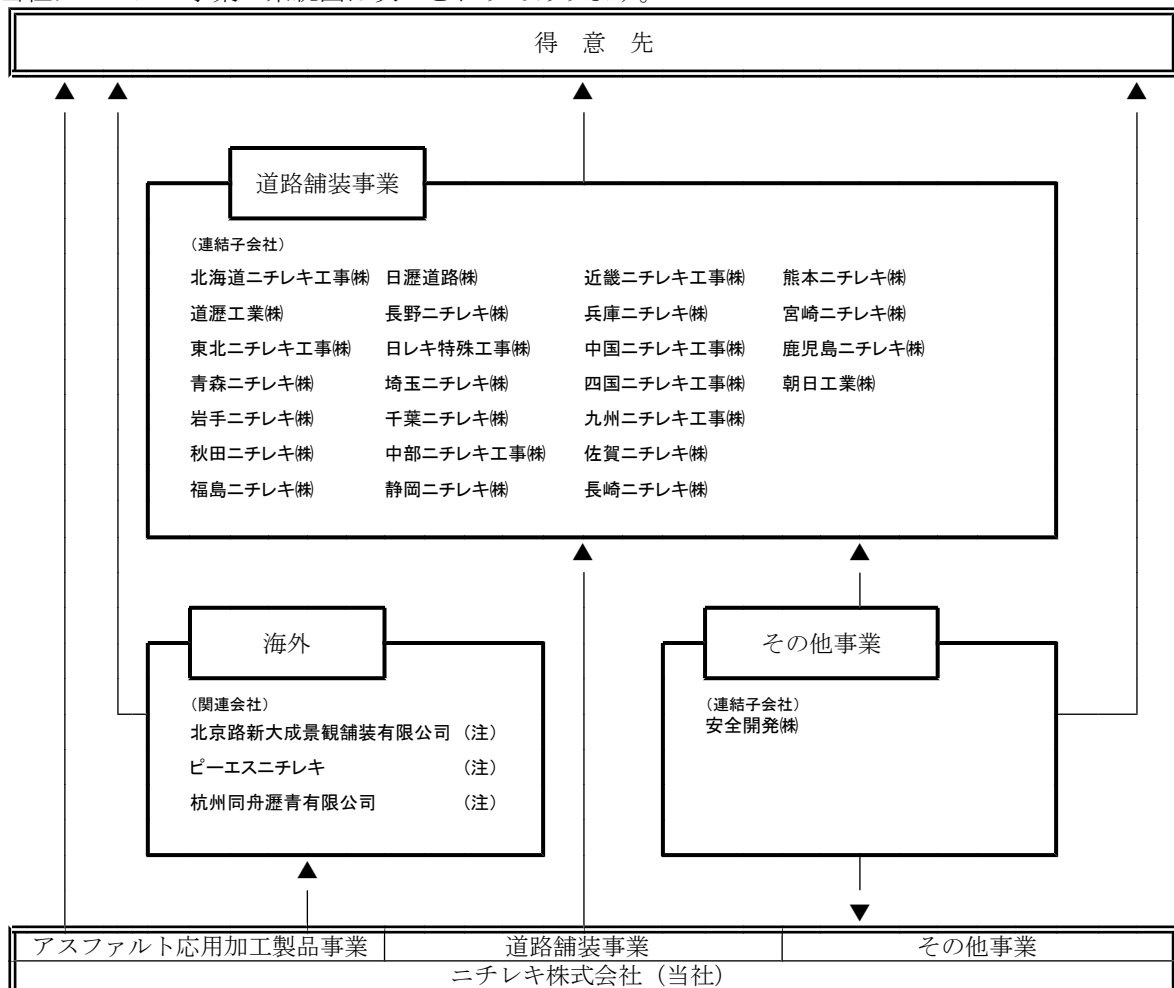 得 意 先
道路舗装事業
（連結子会社）
北海道ニチレキ工事㈱ 日瀝道路㈱ 近畿ニチレキ工事㈱ 熊本ニチレキ㈱
道瀝工業㈱ 長野ニチレキ㈱ 兵庫ニチレキ㈱ 宮崎ニチレキ㈱
東北ニチレキ工事㈱ 日レキ特殊工事㈱ 中国ニチレキ工事㈱ 鹿児島ニチレキ㈱
青森ニチレキ㈱ 埼玉ニチレキ㈱ 四国ニチレキ工事㈱ 朝日工業㈱
岩手ニチレキ㈱ 千葉ニチレキ㈱ 九州ニチレキ工事㈱
秋田ニチレキ㈱ 中部ニチレキ工事㈱ 佐賀ニチレキ㈱
福島ニチレキ㈱ 静岡ニチレキ㈱ 長崎ニチレキ㈱
海外
（関連会社）
北京路新大成景観舗装有限公司 （注）
ピーエスニチレキ （注）
杭州同舟瀝青有限公司 （注）
その他事業
（連結子会社）
安全開発㈱
アスファルト応用加工製品事業 道路舗装事業 その他事業
ニチレキ株式会社（当社）